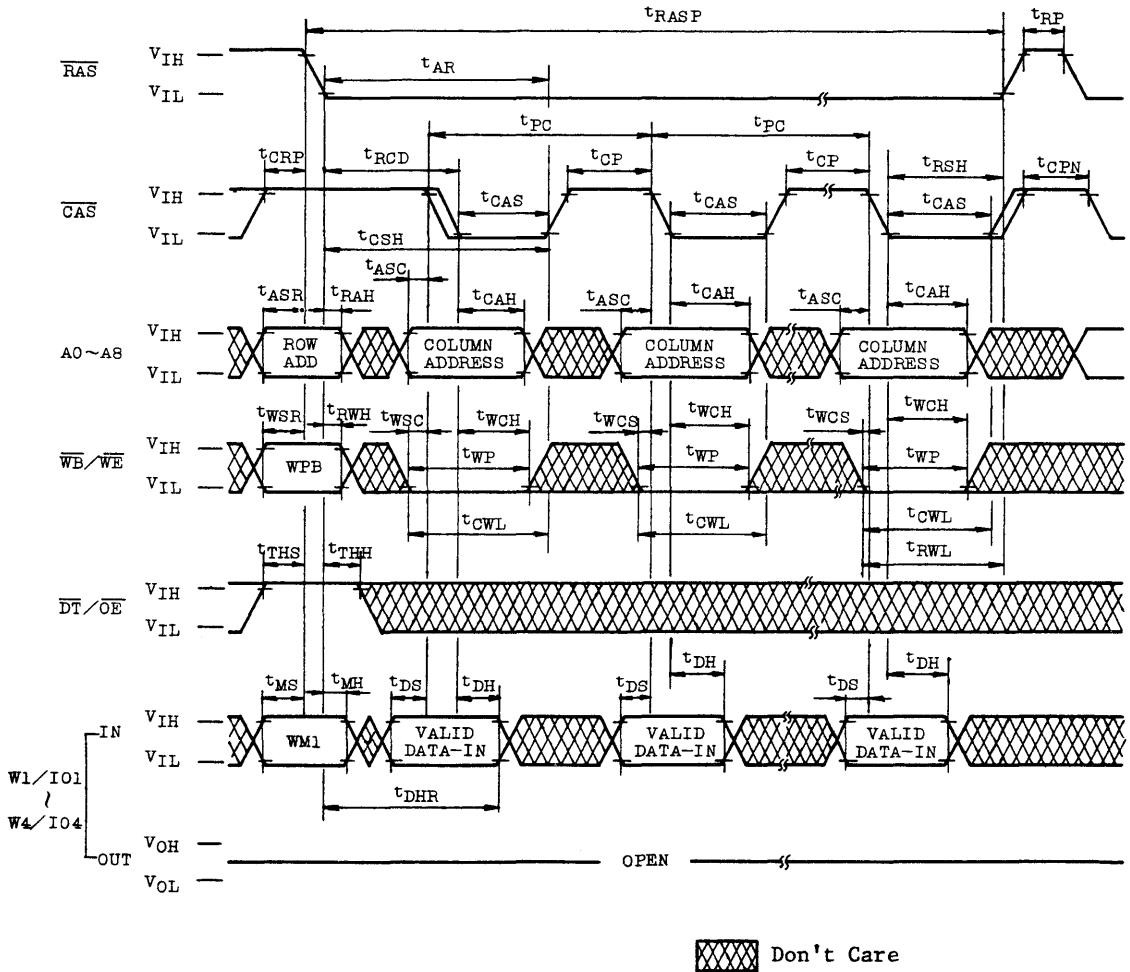 tRASP
tRP
RAS
VIH
VIL
tAR
tPC
tPC
tCRP
tRCD
tCP
tCP
tRSH
tCPN
CAS
VIH
VIL
tCAS
tCAS
tCAS
tCSH
tASC
tASR
tRAH
tCAH
tASC
tCAH
tASC
tCAH
A0~A8
VIH
VIL
ROW ADD
COLUMN ADDRESS
COLUMN ADDRESS
COLUMN ADDRESS
tWSR
tRWH
tWSC
tWCH
tWCS
tWCH
tWCS
tWCH
WB/WE
VIH
VIL
WPB
tWP
tWP
tWP
tCWL
tCWL
tCWL
tRWL
tTHS
tTHH
DT/OE
VIH
VIL
tMS
tMH
tDS
tDH
tDS
tDH
tDS
tDH
W1/IO1
~
W4/IO4
IN
VIH
VIL
WM1
VALID DATA-IN
VALID DATA-IN
VALID DATA-IN
tDHR
OUT
VOH
VOL
OPEN
Don't Care